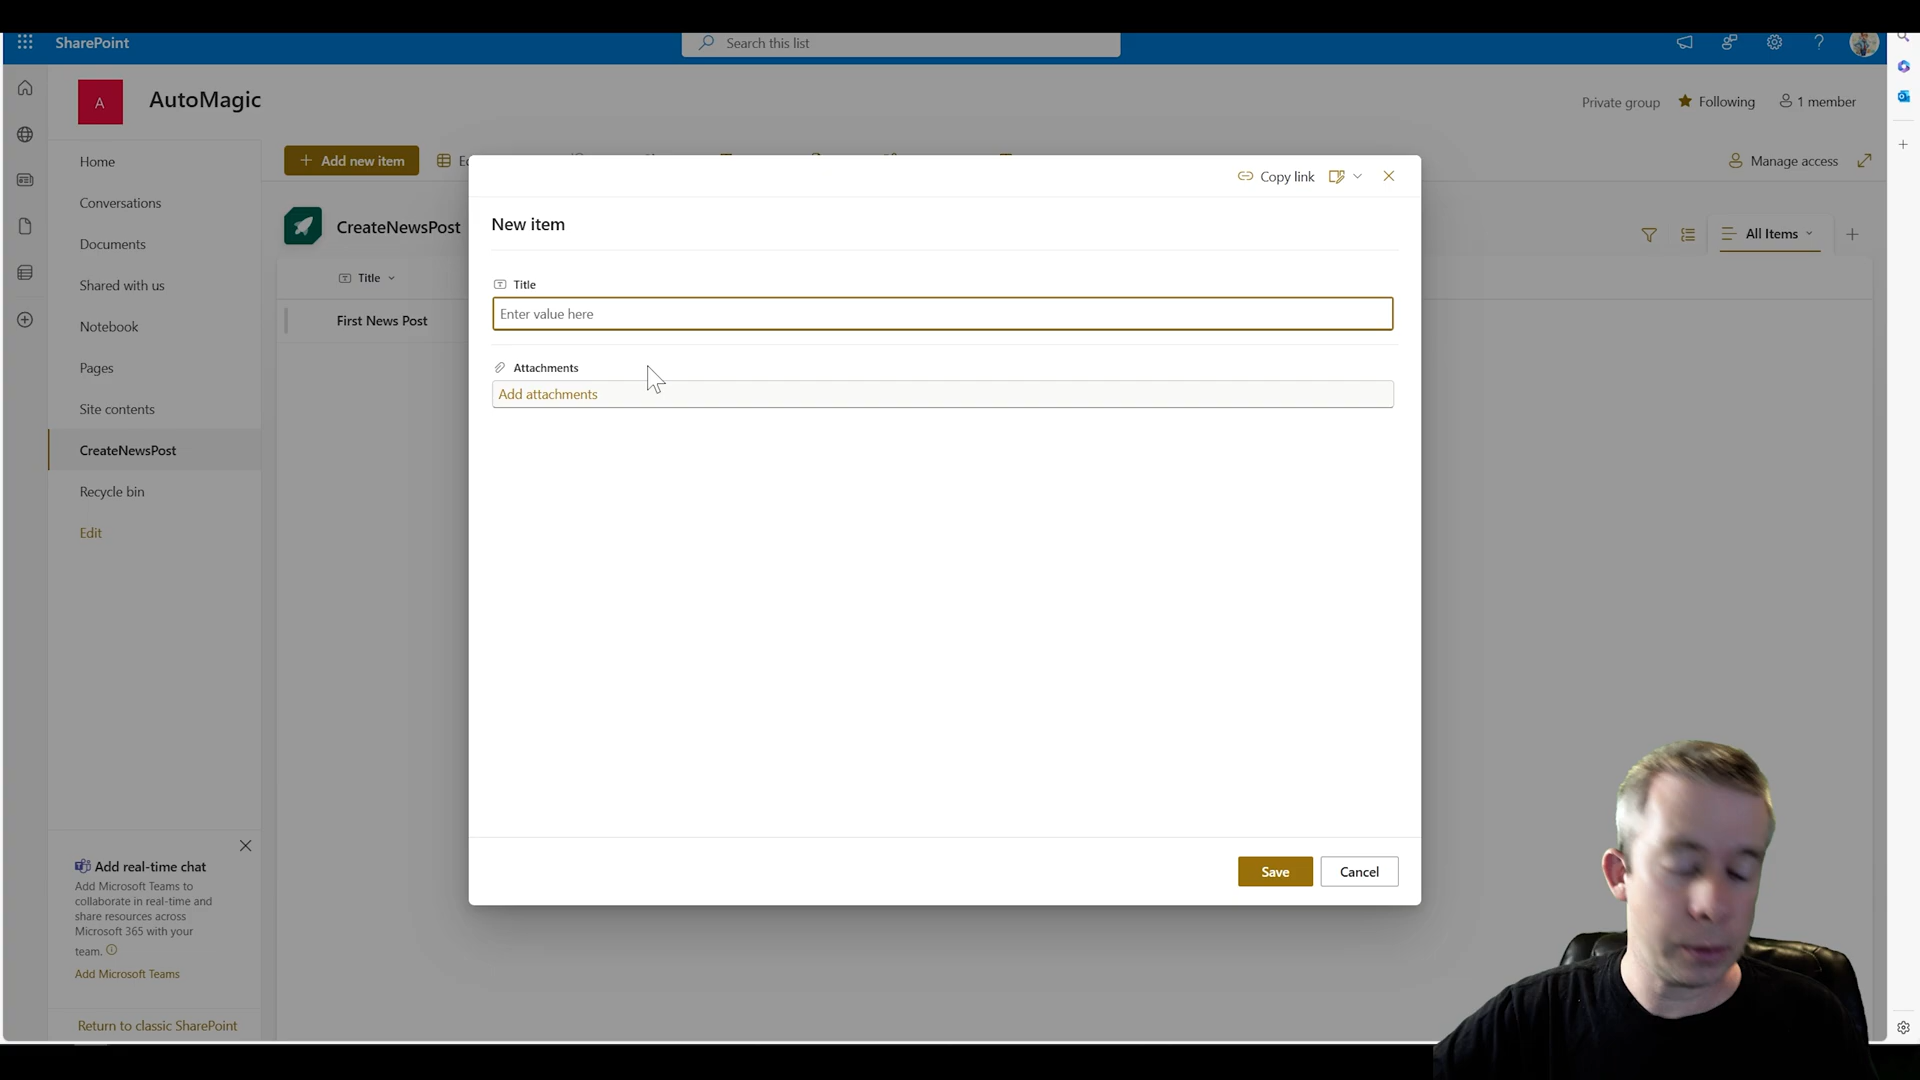 SharePoint
Search this list
A
AutoMagic
Private group
Following
1 member
Home
Conversations
Documents
Shared with us
Notebook
Pages
Site contents
CreateNewsPost
Recycle bin
Edit
Add new item
Manage access
CreateNewsPost
All Items
Title
First News Post
Copy link
New item
Title
Enter value here
Attachments
Add attachments
Save
Cancel
Add real-time chat
Add Microsoft Teams to
collaborate in real-time and
share resources across
Microsoft 365 with your
team.
Add Microsoft Teams
Return to classic SharePoint